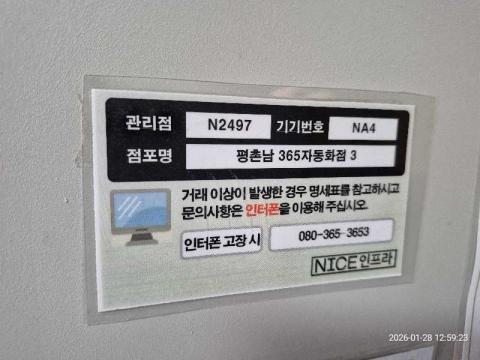 관리점 N2497 기기번호 NA4
점포명 평촌남 365자동화점 3
거래 이상이 발생한 경우 명세표를 참고하시고
문의사항은 인터폰을 이용해 주십시오.
인터폰 고장 시 080-365-3653
NICE인프라
2026-01-28 12:59:23